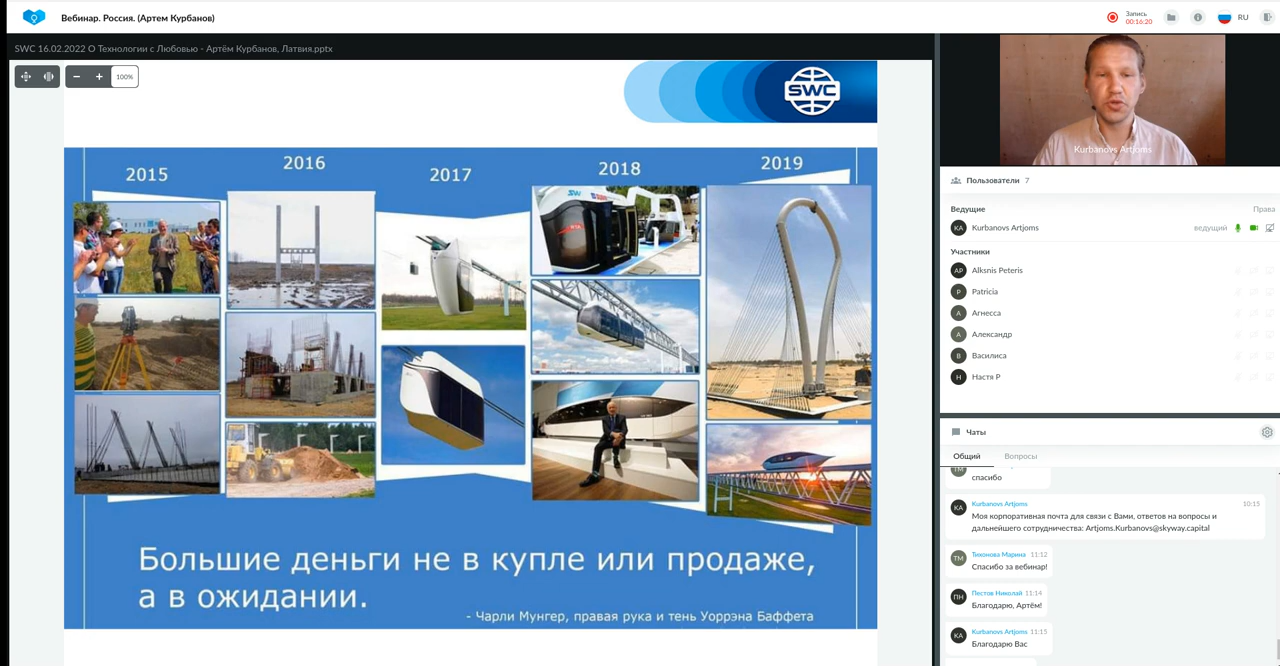 Вебинар. Россия. (Артем Курбанов)
Запись
00:16:20
RU
SWC 16.02.2022 О Технологии с Любовью - Артём Курбанов, Латвия.pptx
100%
SWC
2015
2016
2017
2018
2019
Большие деньги не в купле или продаже,
а в ожидании.
- Чарли Мунгер, правая рука и тень Уоррэна Баффета
Kurbanovs Artjoms
Пользователи 7
Ведущие
Права
KA Kurbanovs Artjoms
ведущий
Участники
AP Alksnis Peteris
P Patricia
А Агнесса
А Александр
В Василиса
Н Настя Р
Чаты
Общий
Вопросы
ТМ
спасибо
KA
Kurbanovs Artjoms 10:15
Моя корпоративная почта для связи с Вами, ответов на вопросы и
дальнейшего сотрудничества: Artjoms.Kurbanovs@skyway.capital
ТМ
Тихонова Марина 11:12
Спасибо за вебинар!
ПН
Пестов Николай 11:14
Благодарю, Артём!
KA
Kurbanovs Artjoms 11:15
Благодарю Вас